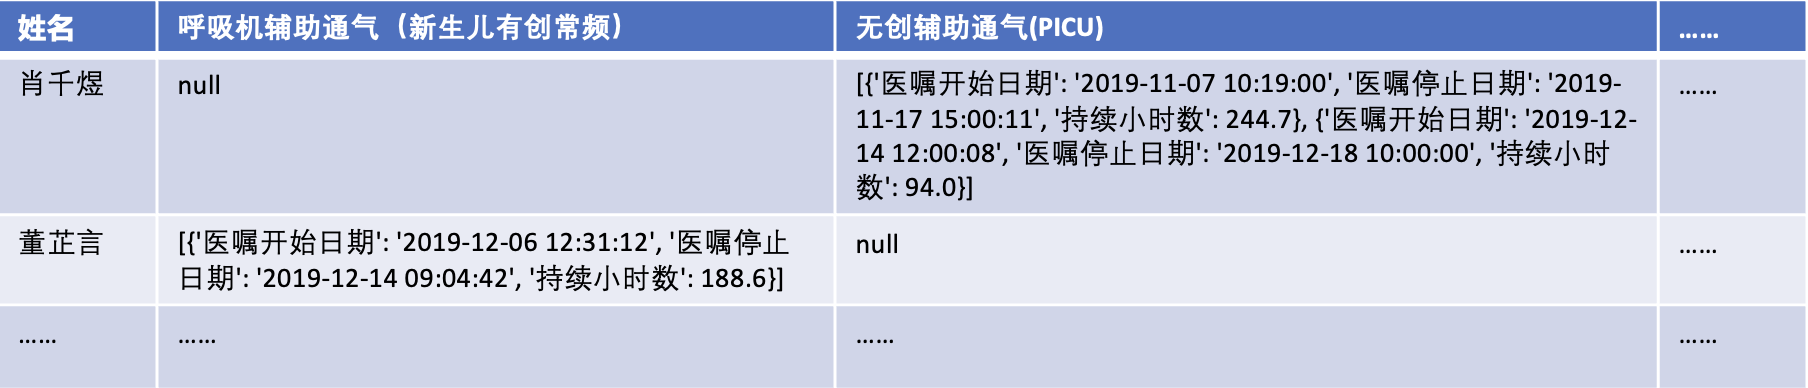 姓名 呼吸机辅助通气（新生儿有创常频） 无创辅助通气(PICU) ……
肖千煜 null [{'医嘱开始日期': '2019-11-07 10:19:00', '医嘱停止日期': '2019-
11-17 15:00:11', '持续小时数': 244.7}, {'医嘱开始日期': '2019-12-
14 12:00:08', '医嘱停止日期': '2019-12-18 10:00:00', '持续小时
数': 94.0}]
……
董芷言 [{'医嘱开始日期': '2019-12-06 12:31:12', '医嘱停止
日期': '2019-12-14 09:04:42', '持续小时数': 188.6}]
null ……
…… …… …… ……